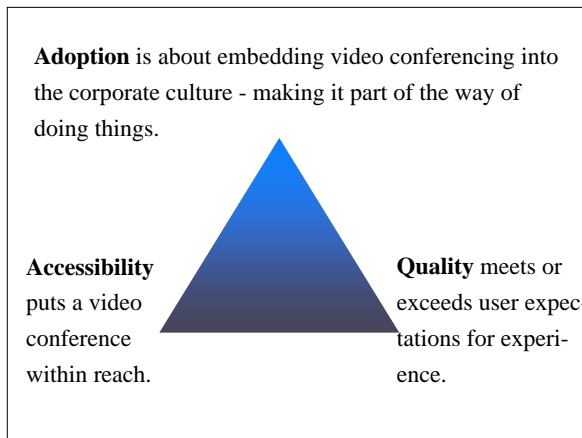 Adoption is about embedding video conferencing into
the corporate culture - making it part of the way of
doing things.
Accessibility
puts a video
conference
within reach.
Quality meets or
exceeds user expec-
tations for experi-
ence.